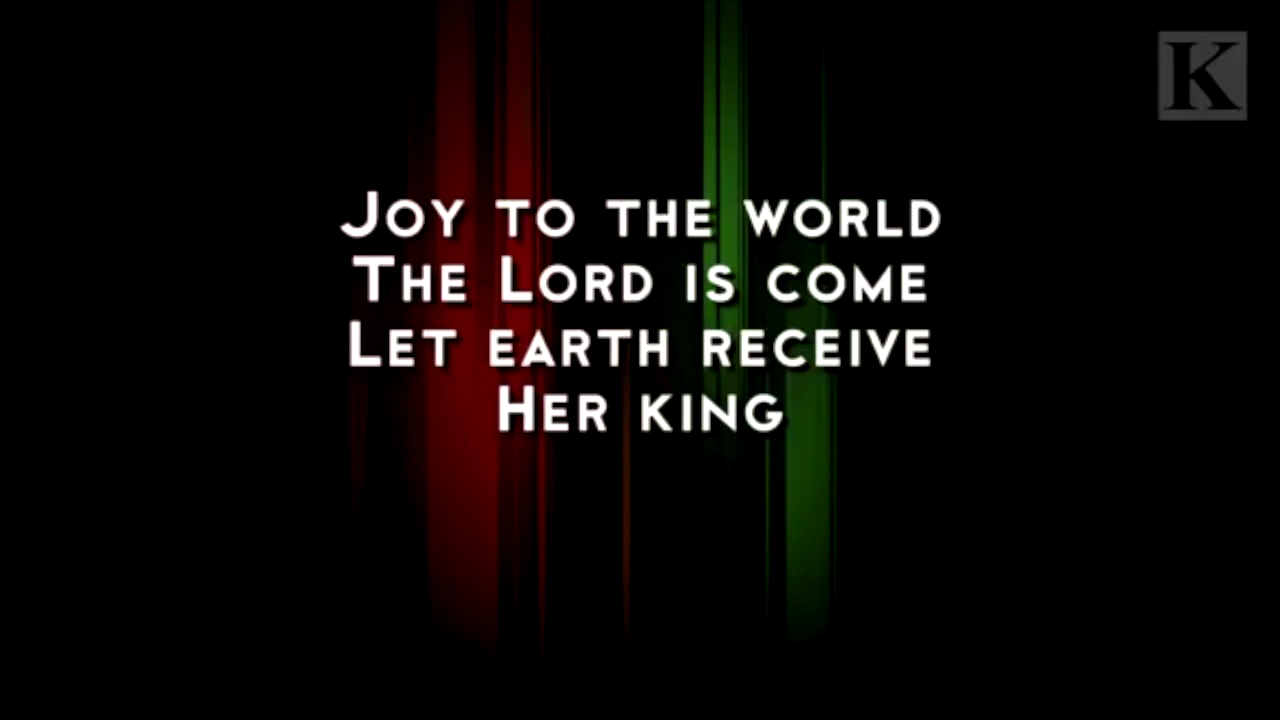 K
Joy to the world
The Lord is come
Let earth receive
Her king